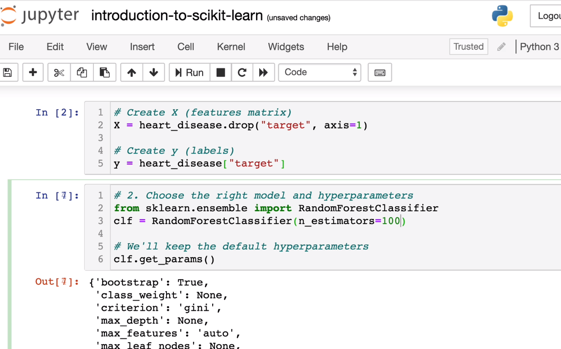 jupyter introduction-to-scikit-learn (unsaved changes)
Logou
File Edit View Insert Cell Kernel Widgets Help Trusted Python 3
Run Code
In [2]:
1 # Create X (features matrix)
2 X = heart_disease.drop("target", axis=1)
3
4 # Create y (labels)
5 y = heart_disease["target"]
In [7]:
1 # 2. Choose the right model and hyperparameters
2 from sklearn.ensemble import RandomForestClassifier
3 clf = RandomForestClassifier(n_estimators=100)
4
5 # We'll keep the default hyperparameters
6 clf.get_params()
Out[7]: {'bootstrap': True,
'class_weight': None,
'criterion': 'gini',
'max_depth': None,
'max_features': 'auto',
'max_leaf_nodes': None,